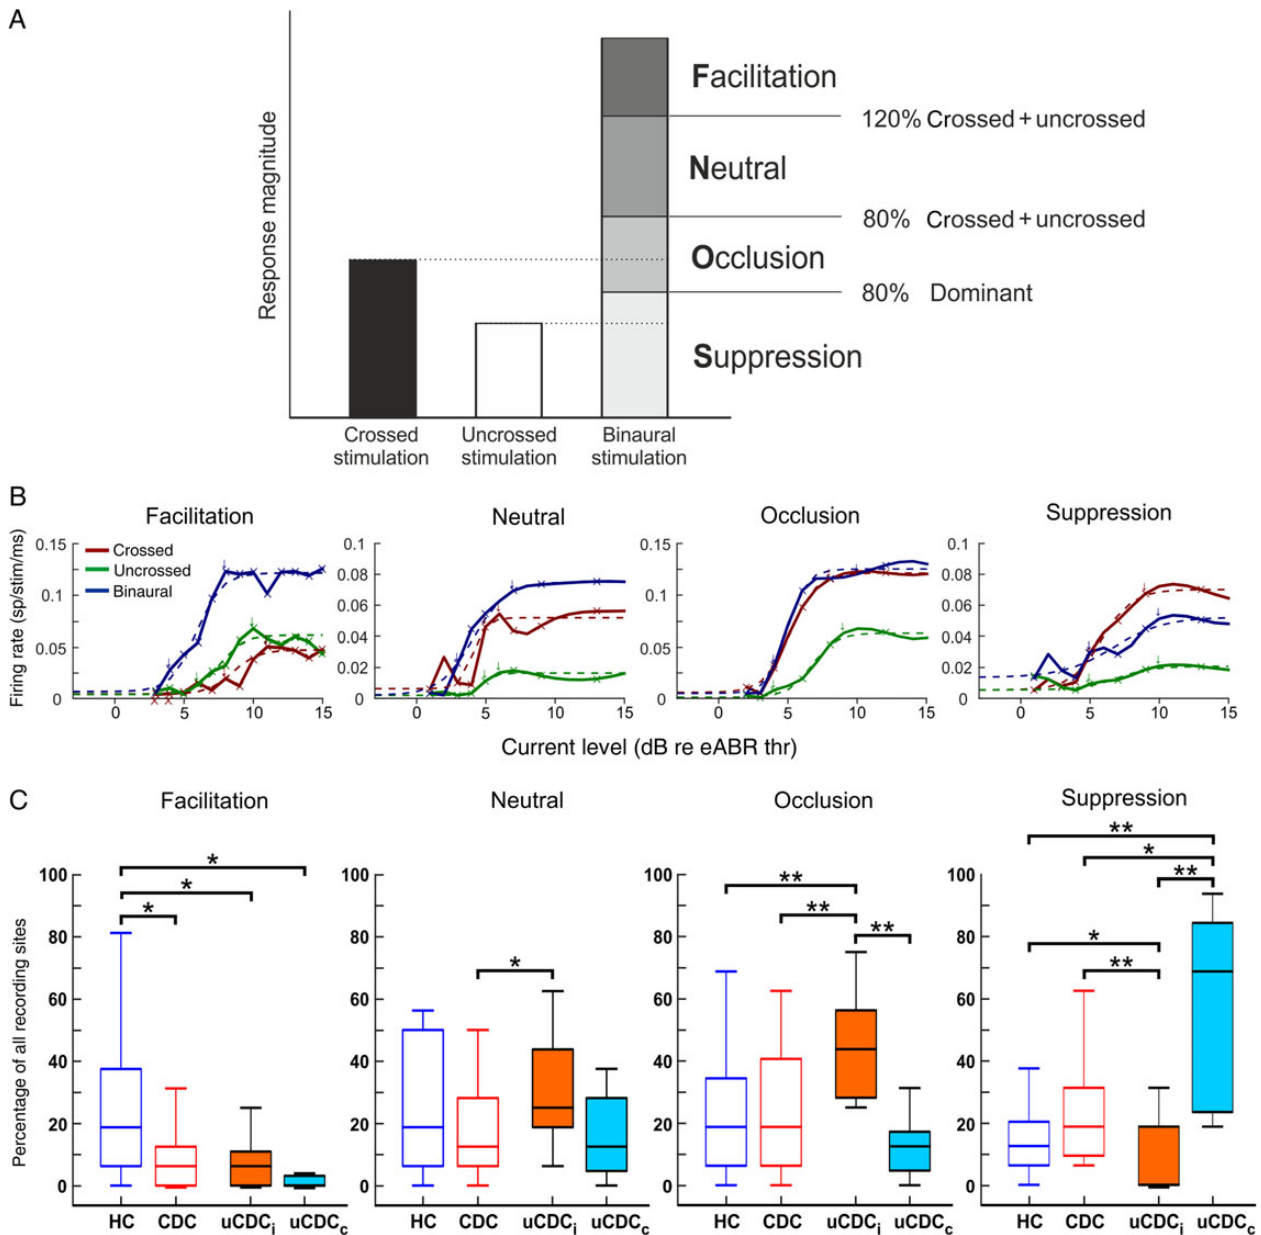 A
Response magnitude
Facilitation
120% Crossed + uncrossed
Neutral
80% Crossed + uncrossed
Occlusion
80% Dominant
Suppression
Crossed
stimulation
Uncrossed
stimulation
Binaural
stimulation
B
Facilitation
Neutral
Occlusion
Suppression
Firing rate (sp/stim/ms)
0.15
0.1
0.05
0
Crossed
Uncrossed
Binaural
0.1
0.08
0.06
0.04
0.02
0
0.15
0.1
0.05
0
0.1
0.08
0.06
0.04
0.02
0
0 5 10 15
0 5 10 15
0 5 10 15
0 5 10 15
Current level (dB re eABR thr)
C
Facilitation
Neutral
Occlusion
Suppression
Percentage of all recording sites
100
80
60
40
20
0
* * *
HC CDC uCDCi uCDCc
100
80
60
40
20
0
*
HC CDC uCDCi uCDCc
100
80
60
40
20
0
** ** **
HC CDC uCDCi uCDCc
100
80
60
40
20
0
** * ** * **
HC CDC uCDCi uCDCc